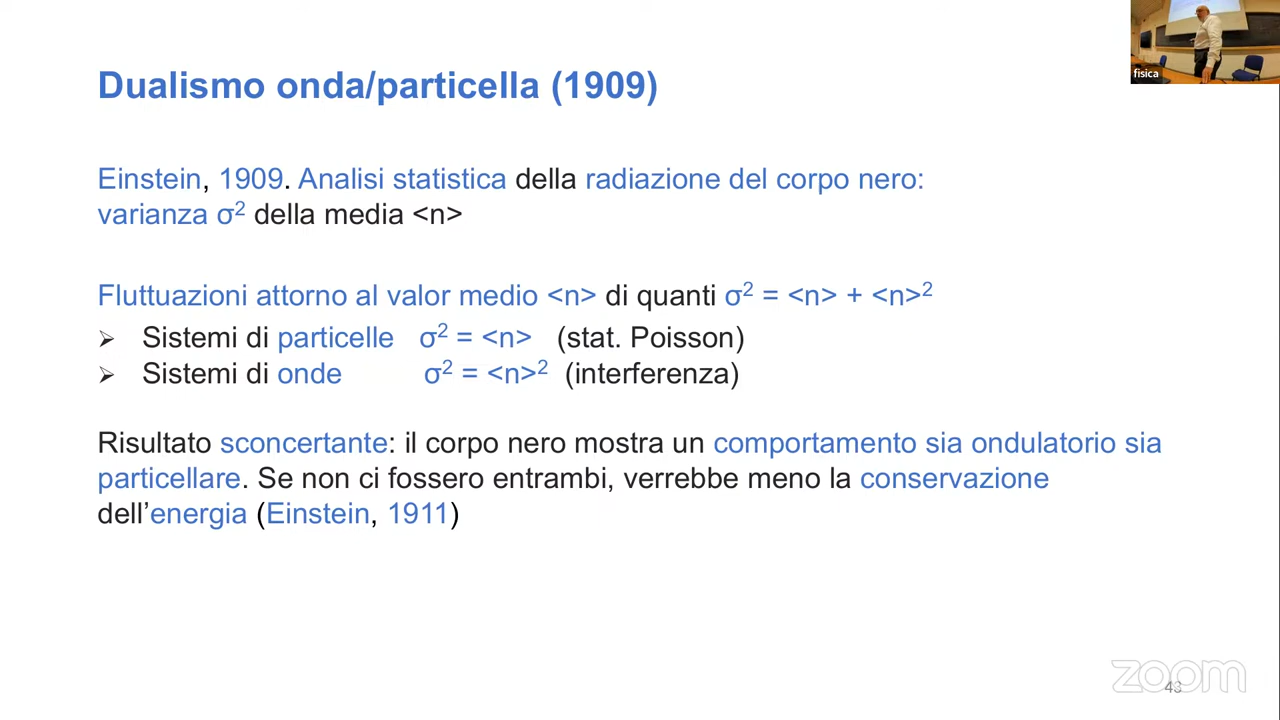 fisica
Dualismo onda/particella (1909)
Einstein, 1909. Analisi statistica della radiazione del corpo nero:
varianza σ² della media <n>
Fluttuazioni attorno al valor medio <n> di quanti σ² = <n> + <n>²
➢ Sistemi di particelle σ² = <n> (stat. Poisson)
➢ Sistemi di onde σ² = <n>² (interferenza)
Risultato sconcertante: il corpo nero mostra un comportamento sia ondulatorio sia
particellare. Se non ci fossero entrambi, verrebbe meno la conservazione
dell’energia (Einstein, 1911)
zoom